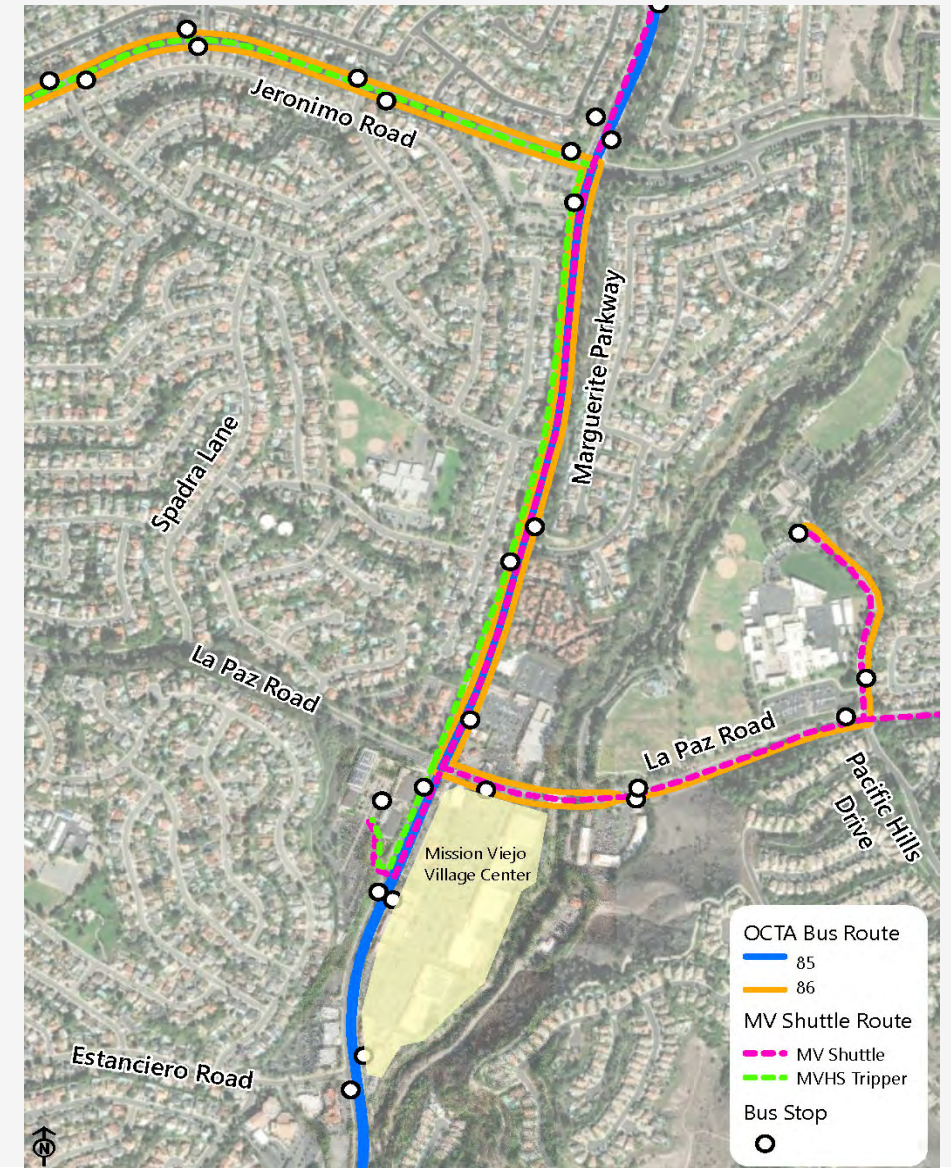 Jeronimo Road
Marguerite Parkway
Spadra Lane
La Paz Road
La Paz Road
Pacific Hills
Drive
Mission Viejo
Village Center
Estanciero Road
OCTA Bus Route
85
86
MV Shuttle Route
MV Shuttle
MVHS Tripper
Bus Stop
N